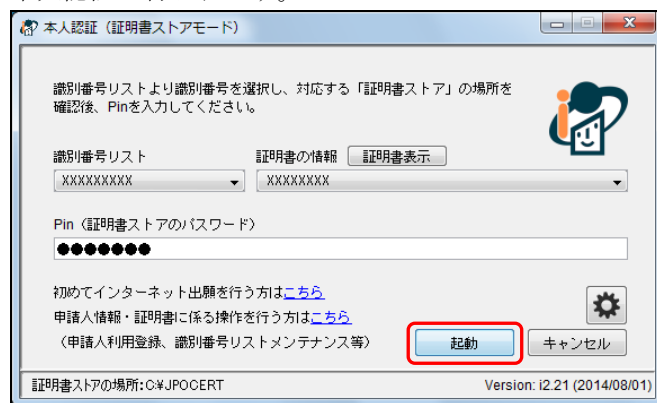 本人認証（証明書ストアモード）
識別番号リストより識別番号を選択し、対応する「証明書ストア」の場所を
確認後、Pinを入力してください。
識別番号リスト 証明書の情報 証明書表示
XXXXXXXXX XXXXXXXX
Pin（証明書ストアのパスワード）
●●●●●●●
初めてインターネット出願を行う方はこちら
申請人情報・証明書に係る操作を行う方はこちら
（申請人利用登録、識別番号リストメンテナンス等） 起動 キャンセル
証明書ストアの場所:C¥JPOCERT Version: i2.21 (2014/08/01)